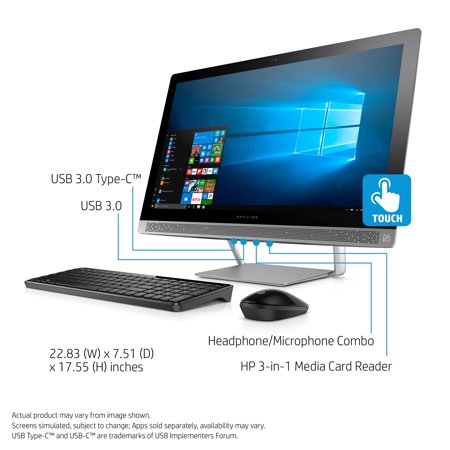 USB 3.0 Type-C™
USB 3.0
PAVILION
TOUCH
Headphone/Microphone Combo
HP 3-in-1 Media Card Reader
22.83 (W) x 7.51 (D)
x 17.55 (H) inches
Actual product may vary from image shown.
Screens simulated, subject to change; Apps sold separately, availability may vary.
USB Type-C™ and USB-C™ are trademarks of USB Implementers Forum.